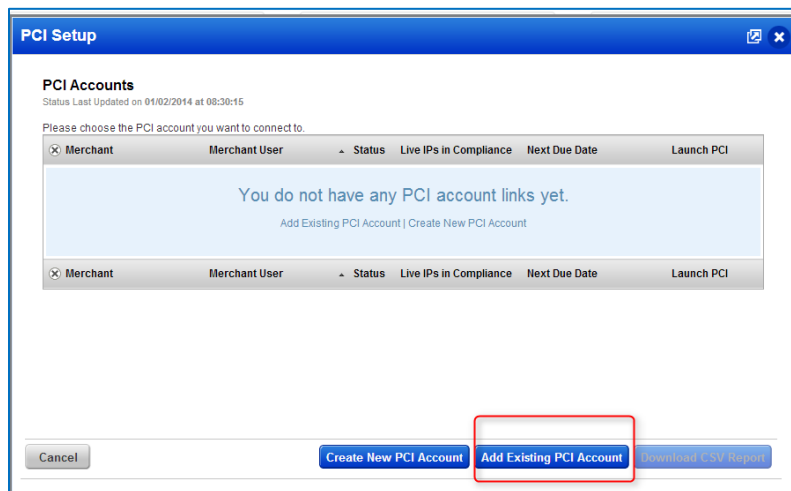 PCI Setup
PCI Accounts
Status Last Updated on 01/02/2014 at 08:30:15
Please choose the PCI account you want to connect to.
Merchant Merchant User Status Live IPs in Compliance Next Due Date Launch PCI
You do not have any PCI account links yet.
Add Existing PCI Account | Create New PCI Account
Merchant Merchant User Status Live IPs in Compliance Next Due Date Launch PCI
Cancel Create New PCI Account Add Existing PCI Account Download CSV Report